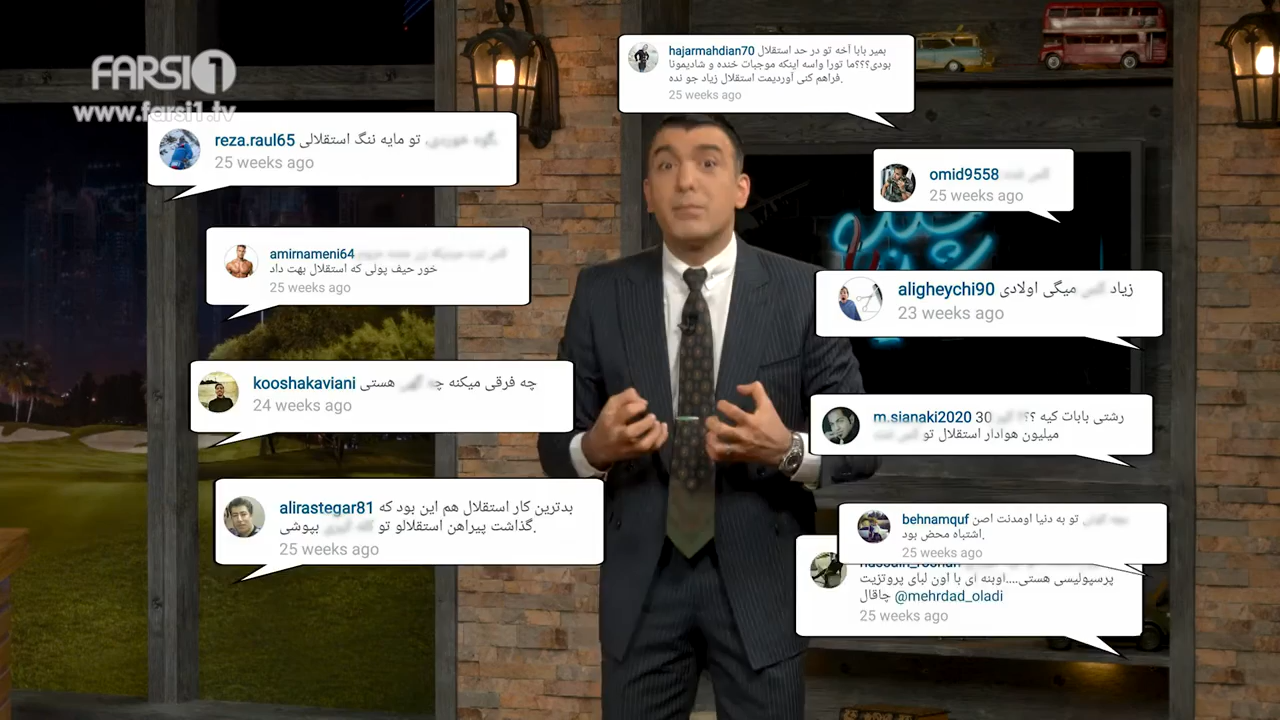 FARSI1
www.farsi1.tv
hajarmahdian70 بمیر بابا آخه تو در حد استقلال
بودی؟؟؟؟ما تورا واسه اینکه موجبات خنده و شادیمونا
فراهم کنی آوردیمت استقلال زیاد جو نده.
25 weeks ago
reza.raul65 تو مایه ننگ استقلالی
25 weeks ago
omid9558
25 weeks ago
amirnameni64
خور حیف پولی که استقلال بهت داد
25 weeks ago
aligheychi90 زیاد میگی اولادی
23 weeks ago
kooshakaviani چه فرقی میکنه هستی
24 weeks ago
m.sianaki2020 رشتی بابات کیه ؟؟؟ 30
میلیون هوادار استقلال تو
alirastegar81 بدترین کار استقلال هم این بود که
گذاشت پیراهن استقلالو تو بپوشی.
25 weeks ago
behnamquf تو به دنیا اومدنت اصن
اشتباه محض بود.
25 weeks ago
پرسپولیسی هستی....اوبنه ای با اون لبای پروتزیت
چاقال @mehrdad_oladi
25 weeks ago